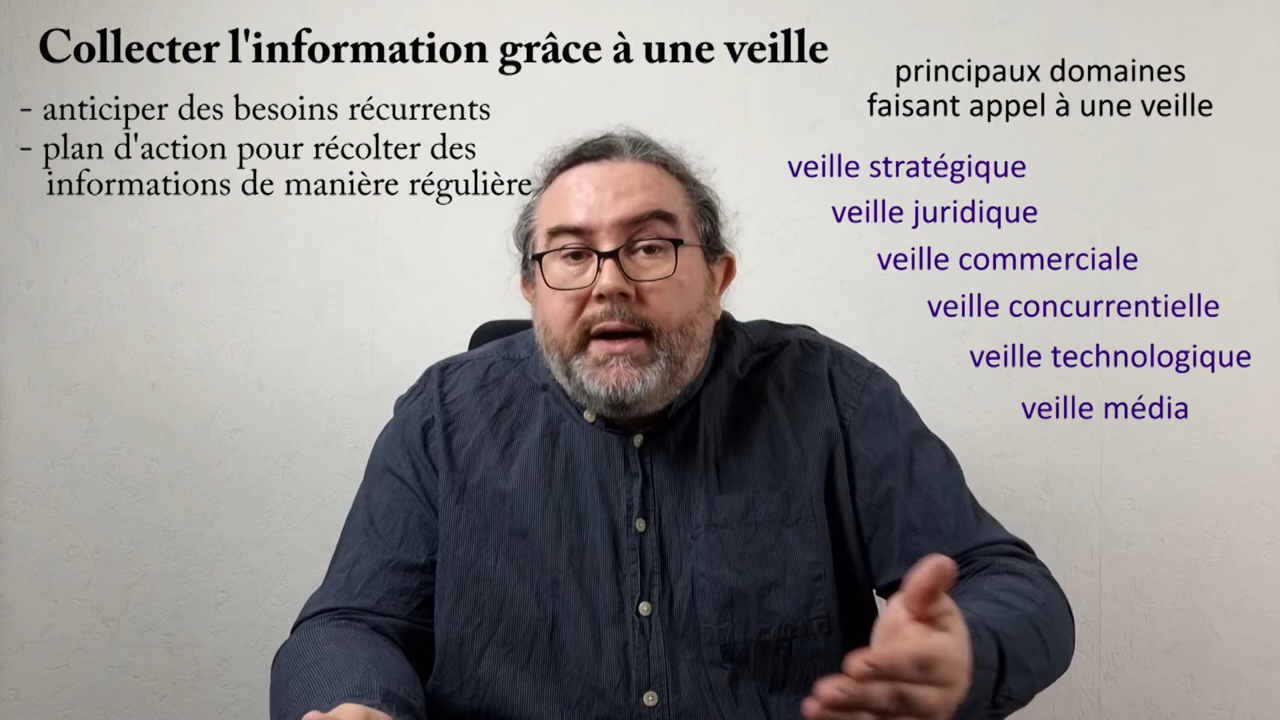 Collecter l'information grâce à une veille
- anticiper des besoins récurrents
- plan d'action pour récolter des
informations de manière régulière
principaux domaines
faisant appel à une veille
veille stratégique
veille juridique
veille commerciale
veille concurrentielle
veille technologique
veille média